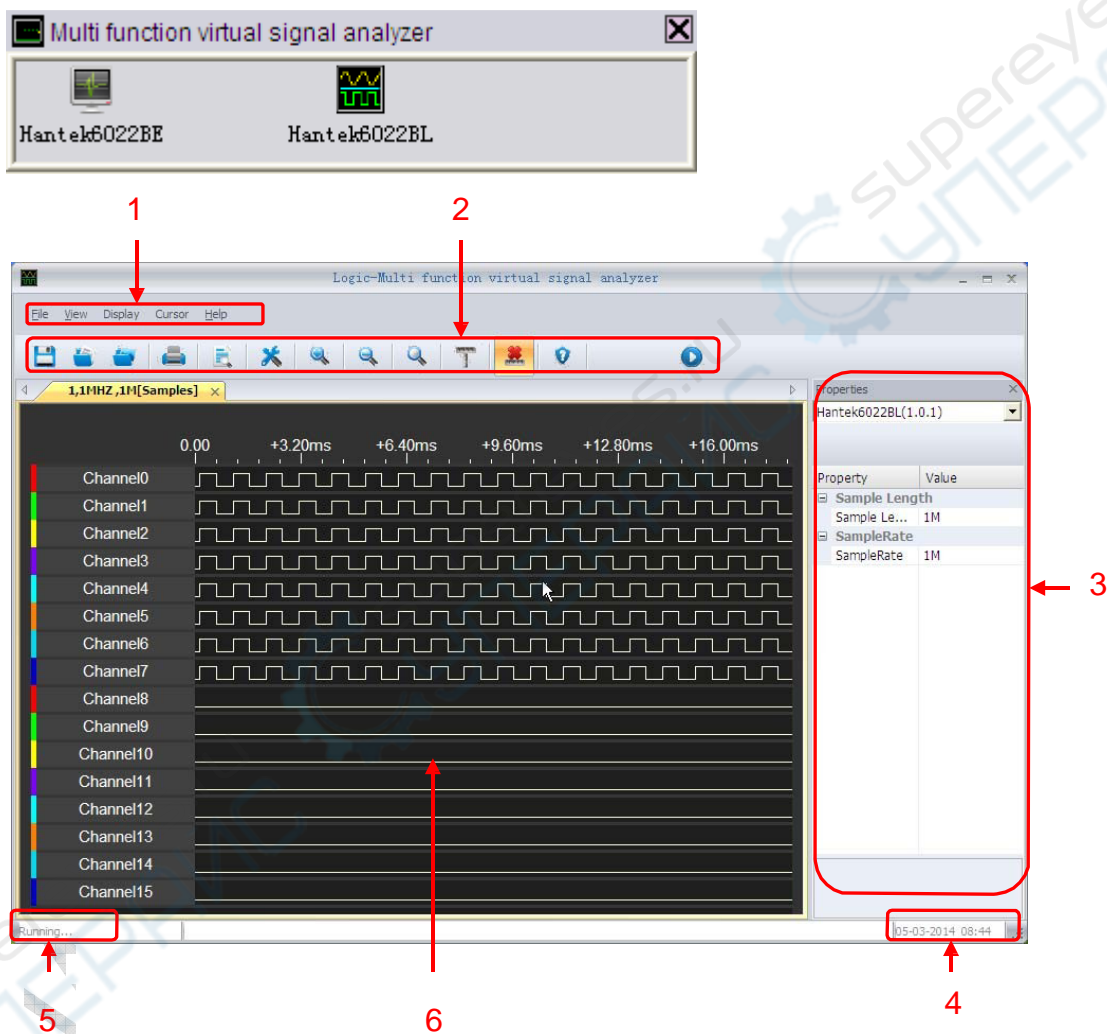 Multi function virtual signal analyzer
Hantek6022BE
Hantek6022BL
1
2
Logic-Multi function virtual signal analyzer
File View Display Cursor Help
1,1MHZ,1M[Samples]
Properties
Hantek6022BL(1.0.1)
0.00 +3.20ms +6.40ms +9.60ms +12.80ms +16.00ms
Property Value
Sample Length
Sample Le... 1M
SampleRate
SampleRate 1M
Channel0
Channel1
Channel2
Channel3
Channel4
Channel5
Channel6
Channel7
Channel8
Channel9
Channel10
Channel11
Channel12
Channel13
Channel14
Channel15
3
Running...
05-03-2014 08:44
5
6
4
supereye